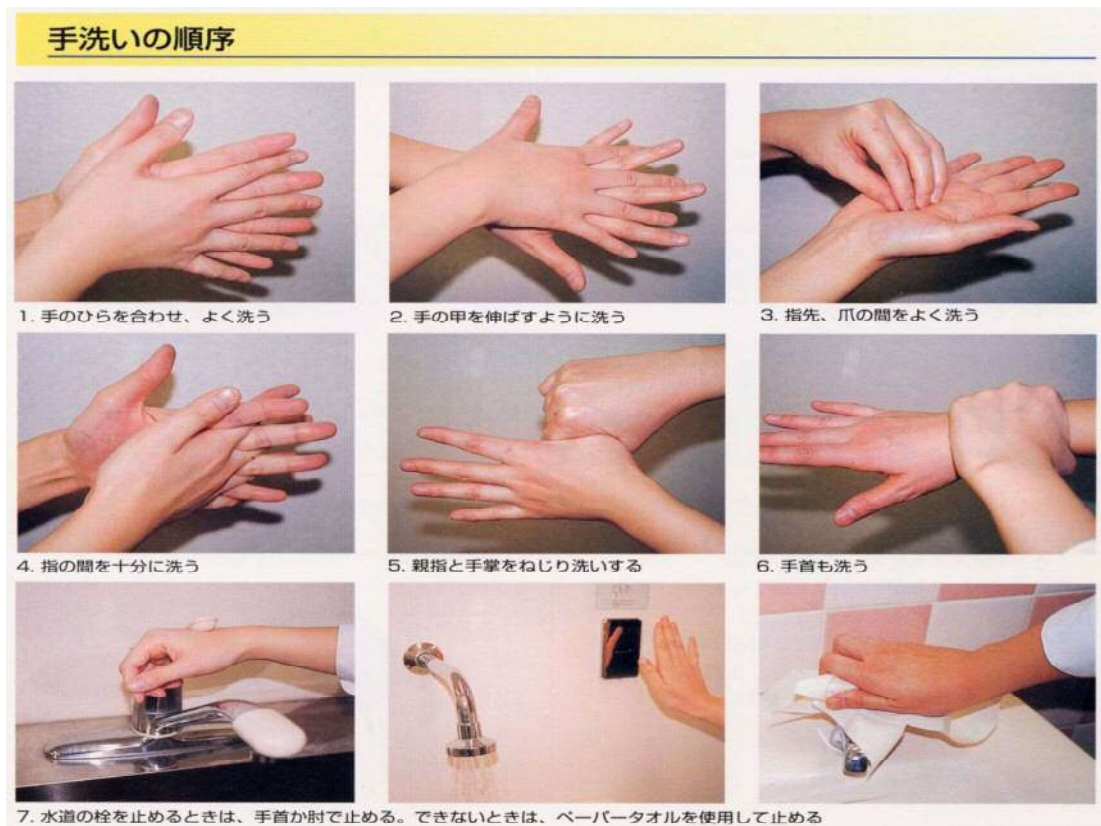 手洗いの順序
1. 手のひらを合わせ、よく洗う
2. 手の甲を伸ばすように洗う
3. 指先、爪の間をよく洗う
4. 指の間を十分に洗う
5. 親指と手掌をねじり洗いする
6. 手首も洗う
7. 水道の栓を止めるときは、手首か肘で止める。できないときは、ペーパータオルを使用して止める